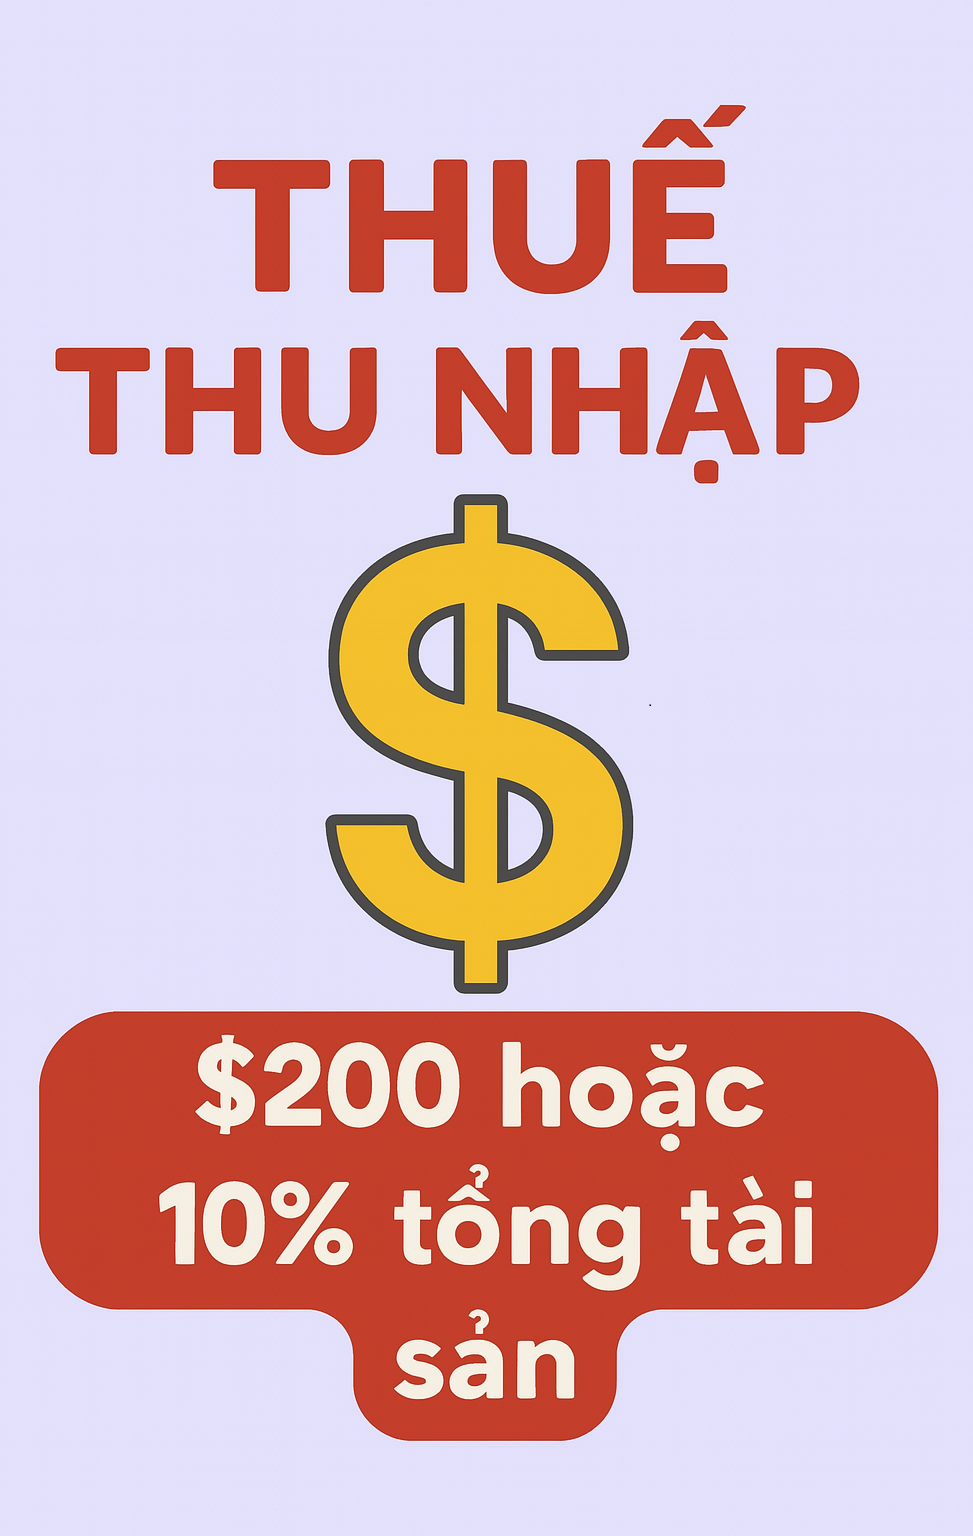 THUẾ
THU NHẬP
$
$200 hoặc
10% tổng tài
sản